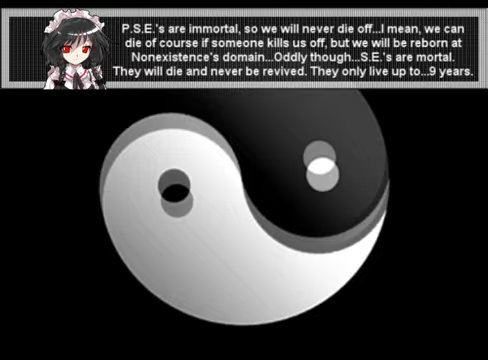 P.S.E.'s are immortal, so we will never die off...I mean, we can
die of course if someone kills us off, but we will be reborn at
Nonexistence's domain...Oddly though...S.E.'s are mortal.
They will die and never be revived. They only live up to...9 years.